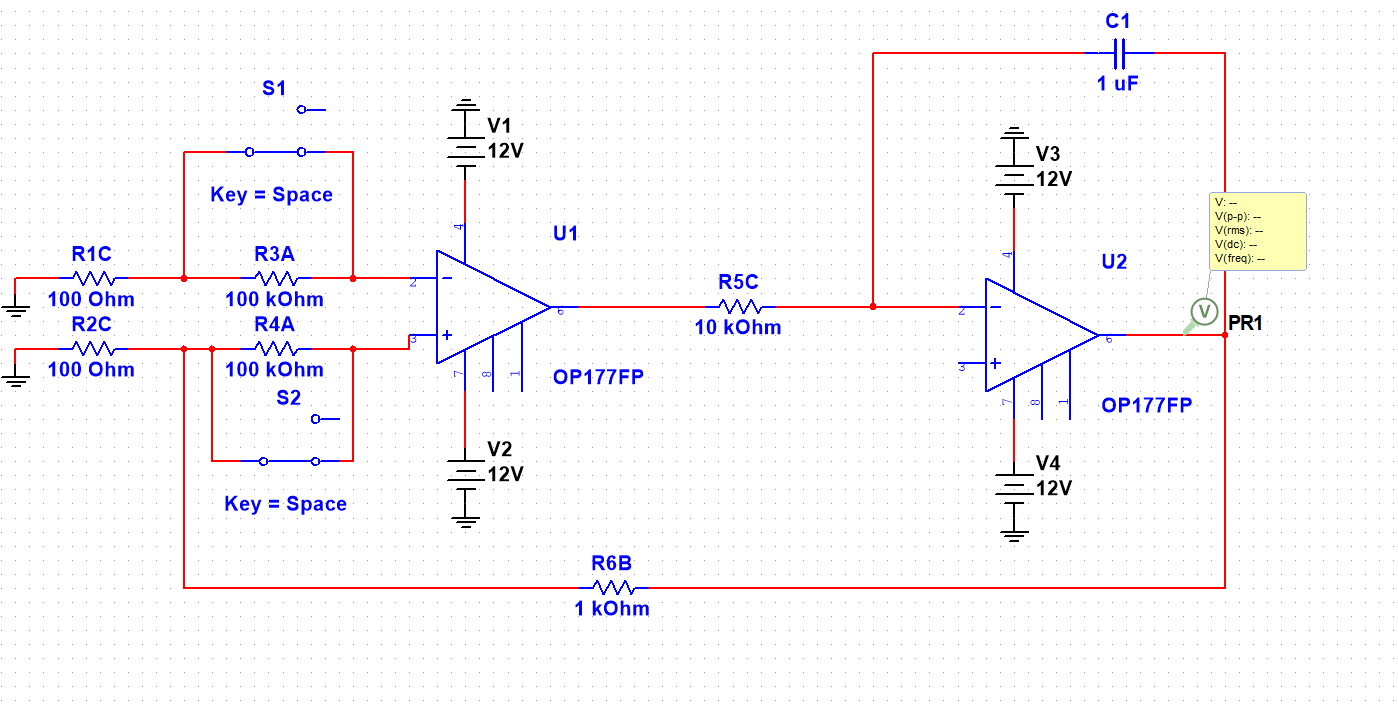 C1
1 uF
S1
V1
12V
V3
12V
Key = Space
V: --
V(p-p): --
V(rms): --
V(dc): --
V(freq): --
4
U1
4
U2
R1C
R3A
100 Ohm
100 kOhm
2
R5C
10 kOhm
6
2
V
PR1
R2C
R4A
3
6
100 Ohm
100 kOhm
3
7
8
1
OP177FP
S2
7
8
1
OP177FP
V2
12V
V4
12V
Key = Space
R6B
1 kOhm